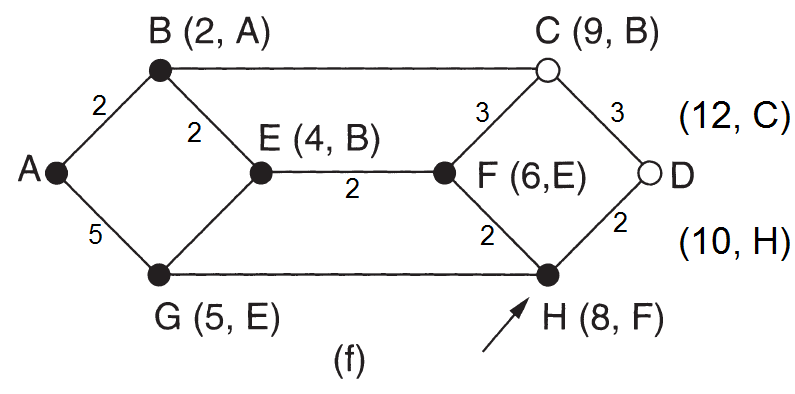 B (2, A) C (9, B)
2 2 3 3 (12, C)
E (4, B)
A F (6,E) D
2
5 2 2 (10, H)
G (5, E) H (8, F)
(f)